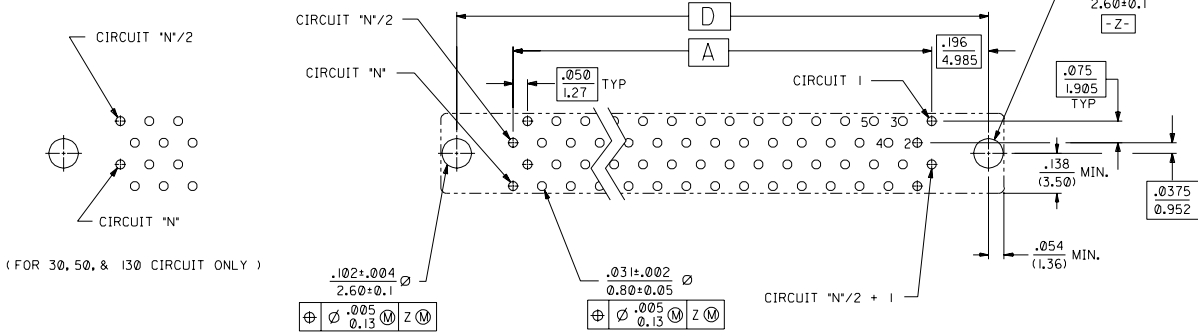 CIRCUIT "N"/2
CIRCUIT "N"
(FOR 30,50,& 130 CIRCUIT ONLY )
CIRCUIT "N"/2
CIRCUIT "N"
D
A
.050
1.27
TYP
.196
4.985
CIRCUIT 1
2.60±0.1
-Z-
.075
1.905
TYP
5 3
4 2
.138
(3.50)
MIN.
.0375
0.952
.054
(1.36)
MIN.
.102±.004
2.60±0.1
Ø
⌖ Ø .005
0.13 Ⓜ Z Ⓜ
.031±.002
0.80±0.05
Ø
⌖ Ø .005
0.13 Ⓜ Z Ⓜ
CIRCUIT "N"/2 + 1